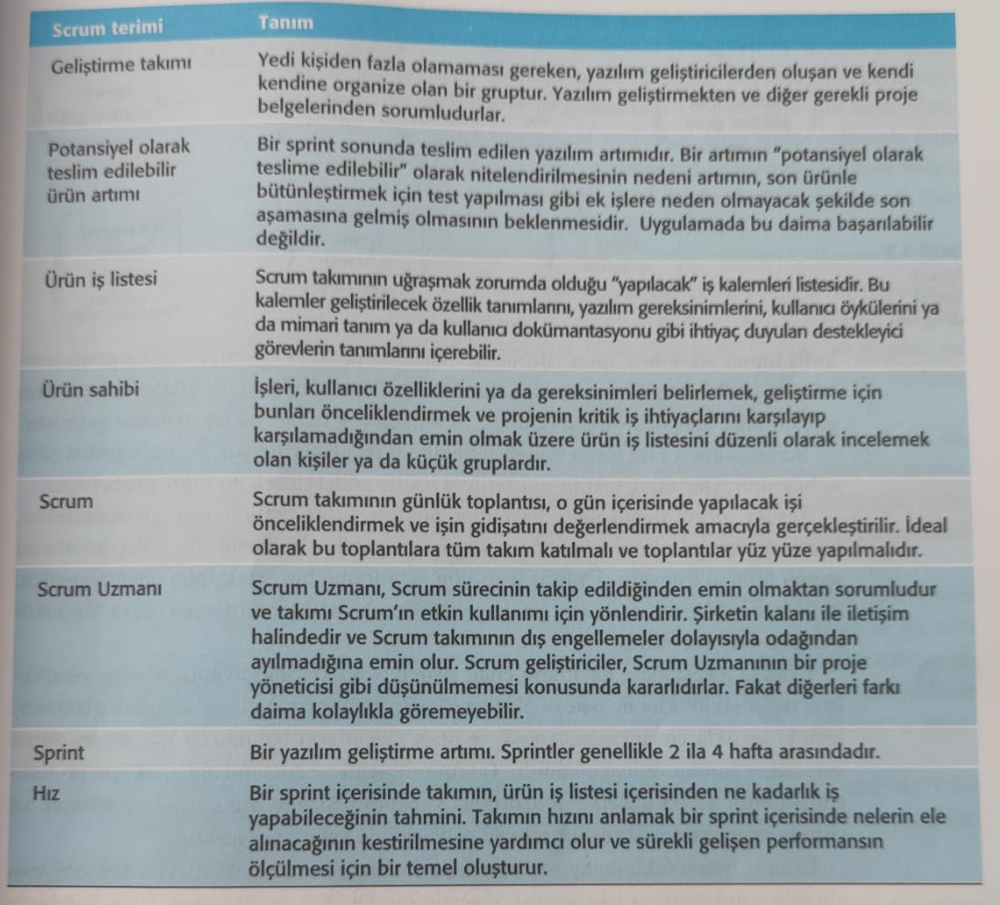 Scrum terimi Tanım
Geliştirme takımı Yedi kişiden fazla olamaması gereken, yazılım geliştiricilerden oluşan ve kendi
kendine organize olan bir gruptur. Yazılım geliştirmekten ve diğer gerekli proje
belgelerinden sorumludurlar.
Potansiyel olarak Bir sprint sonunda teslim edilen yazılım artımıdır. Bir artımın “potansiyel olarak
teslim edilebilir teslime edilebilir” olarak nitelendirilmesinin nedeni artımın, son ürünle
ürün artımı bütünleştirmek için test yapılması gibi ek işlere neden olmayacak şekilde son
aşamasına gelmiş olmasının beklenmesidir. Uygulamada bu daima başarılabilir
değildir.
Ürün iş listesi Scrum takımının uğraşmak zorumda olduğu “yapılacak” iş kalemleri listesidir. Bu
kalemler geliştirilecek özellik tanımlarını, yazılım gereksinimlerini, kullanıcı öykülerini ya
da mimari tanım ya da kullanıcı dokümantasyonu gibi ihtiyaç duyulan destekleyici
görevlerin tanımlarını içerebilir.
Ürün sahibi İşleri, kullanıcı özelliklerini ya da gereksinimleri belirlemek, geliştirme için
bunları önceliklendirmek ve projenin kritik iş ihtiyaçlarını karşılayıp
karşılamadığından emin olmak üzere ürün iş listesini düzenli olarak incelemek
olan kişiler ya da küçük gruplardır.
Scrum Scrum takımının günlük toplantısı, o gün içerisinde yapılacak işi
önceliklendirmek ve işin gidişatını değerlendirmek amacıyla gerçekleştirilir. İdeal
olarak bu toplantılara tüm takım katılmalı ve toplantılar yüz yüze yapılmalıdır.
Scrum Uzmanı Scrum Uzmanı, Scrum sürecinin takip edildiğinden emin olmaktan sorumludur
ve takımı Scrum’ın etkin kullanımı için yönlendirir. Şirketin kalanı ile iletişim
halindedir ve Scrum takımının dış engellemeler dolayısıyla odağından
ayılmadığına emin olur. Scrum geliştiriciler, Scrum Uzmanının bir proje
yöneticisi gibi düşünülmemesi konusunda kararlıdırlar. Fakat diğerleri farkı
daima kolaylıkla göremeyebilir.
Sprint Bir yazılım geliştirme artımı. Sprintler genellikle 2 ila 4 hafta arasındadır.
Hız Bir sprint içerisinde takımın, ürün iş listesi içerisinden ne kadarlık iş
yapabileceğinin tahmini. Takımın hızını anlamak bir sprint içerisinde nelerin ele
alınacağının kestirilmesine yardımcı olur ve sürekli gelişen performansın
ölçülmesi için bir temel oluşturur.